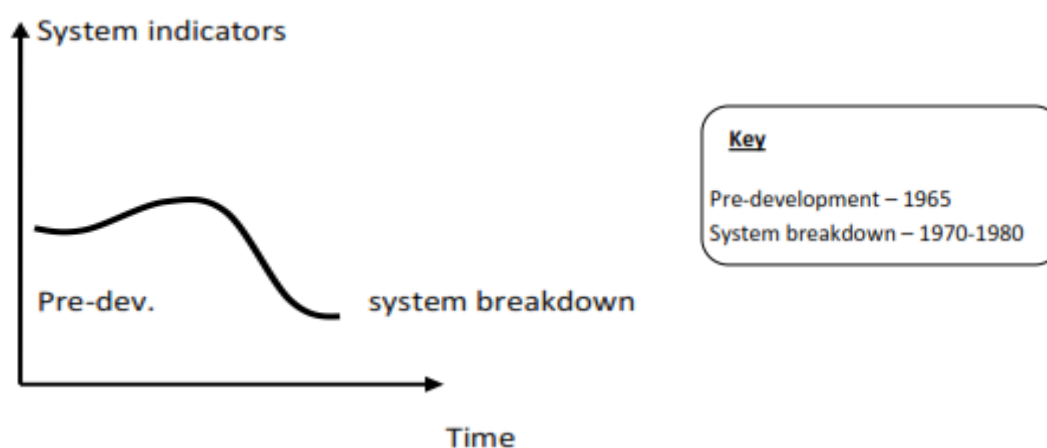 System indicators
Key
Pre-development – 1965
System breakdown – 1970-1980
Pre-dev.
system breakdown
Time